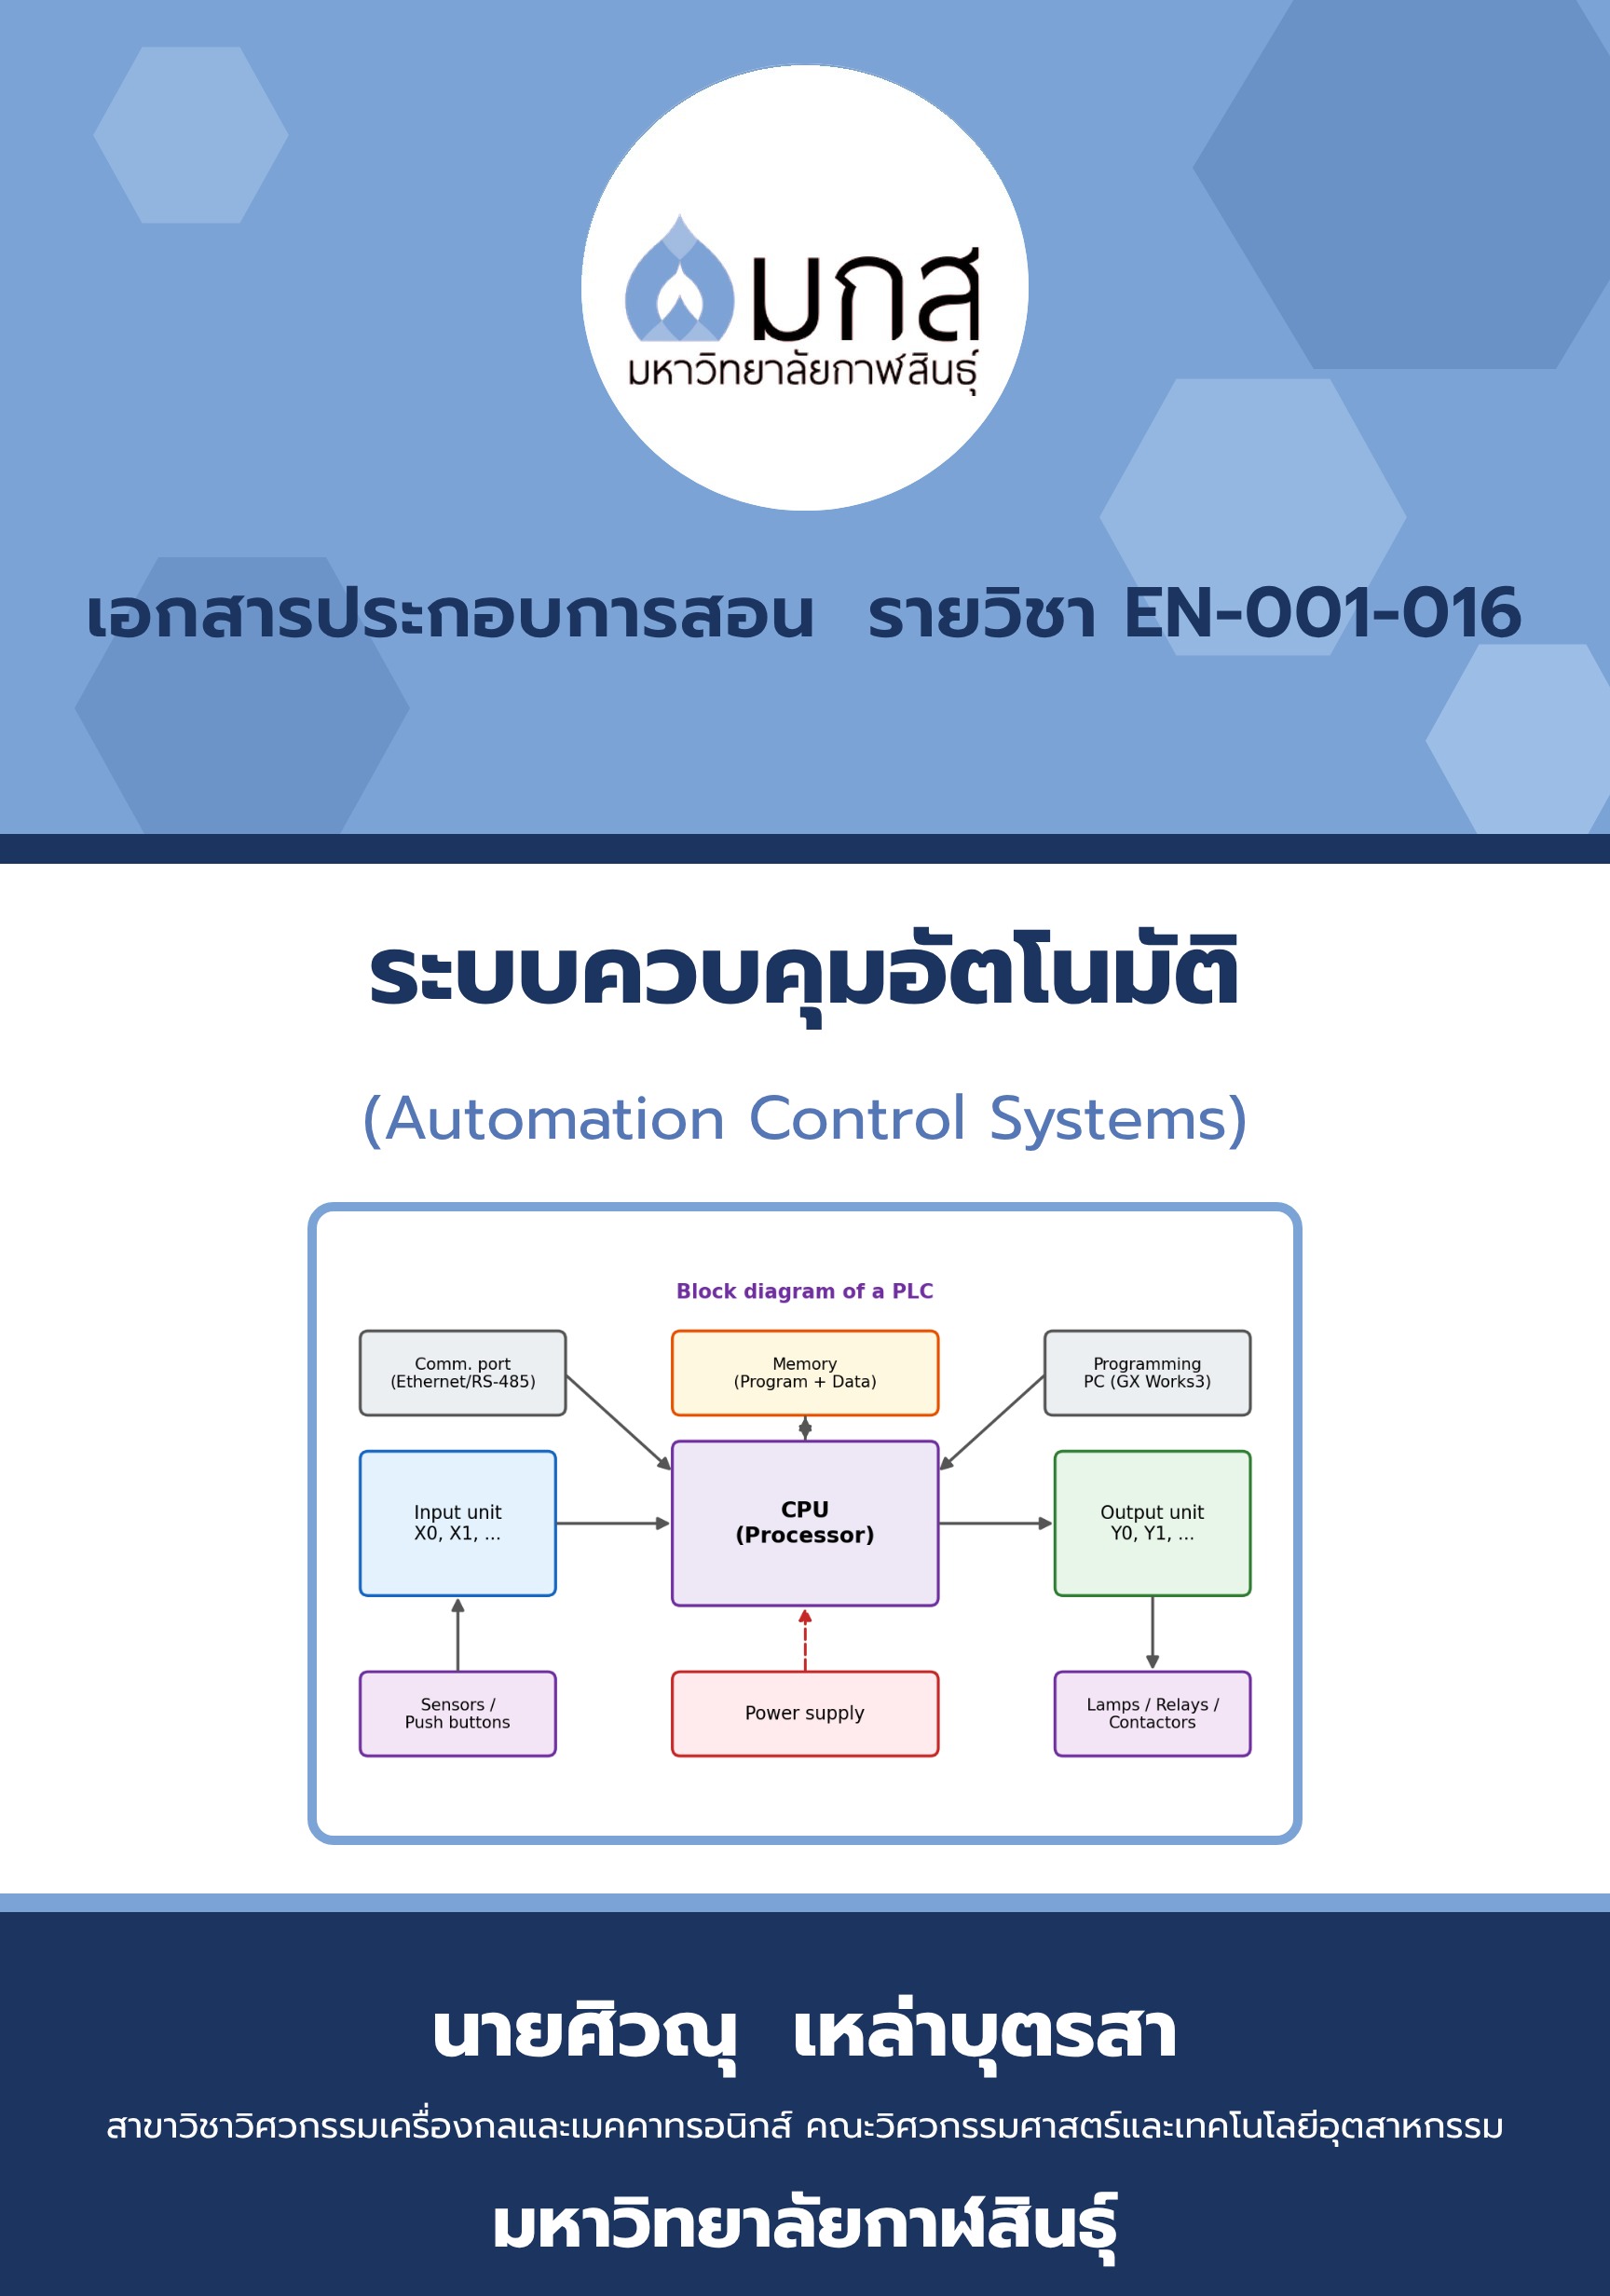 มกส
มหาวิทยาลัยกาฬสินธุ์
เอกสารประกอบการสอน รายวิชา EN-001-016
ระบบควบคุมอัตโนมัติ
(Automation Control Systems)
Block diagram of a PLC
Comm. port
(Ethernet/RS-485)
Memory
(Program + Data)
Programming
PC (GX Works3)
Input unit
X0, X1, ...
CPU
(Processor)
Output unit
Y0, Y1, ...
Sensors /
Push buttons
Power supply
Lamps / Relays /
Contactors
นายศิวณุ เหล่าบุตรสา
สาขาวิชาวิศวกรรมเครื่องกลและเมคคาทรอนิกส์ คณะวิศวกรรมศาสตร์และเทคโนโลยีอุตสาหกรรม
มหาวิทยาลัยกาฬสินธุ์